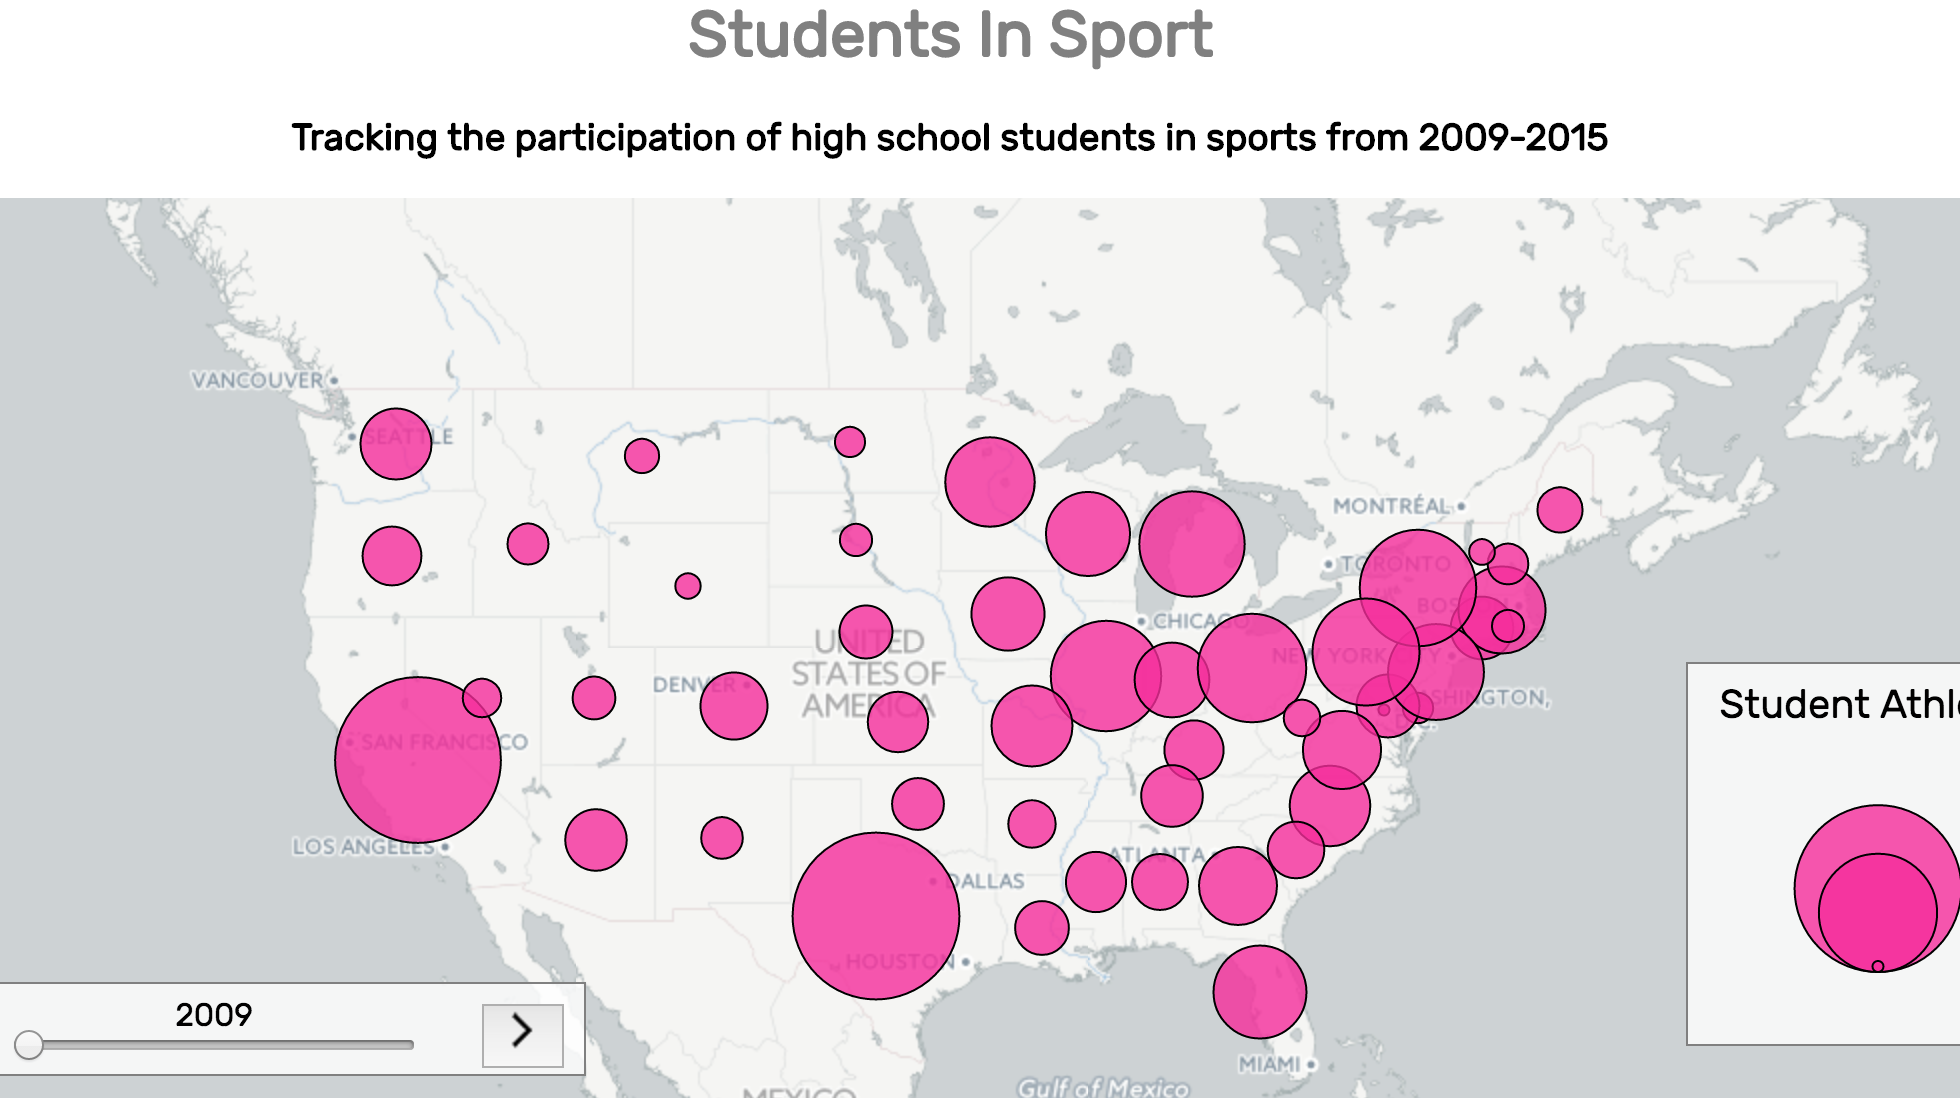 Students In Sport
Tracking the participation of high school students in sports from 2009-2015
VANCOUVER
SEATTLE
MONTRÉAL
TORONTO
BOS
CHICAGO
NEW YORK Y
UNITED
STATES OF
AMERICA
DENVER
SHINGTON,
D.C.
SAN FRANCISCO
LOS ANGELES
ATLANTA
DALLAS
HOUSTON
MIAMI
Gulf of Mexico
MEXICO
2009
Student Athl